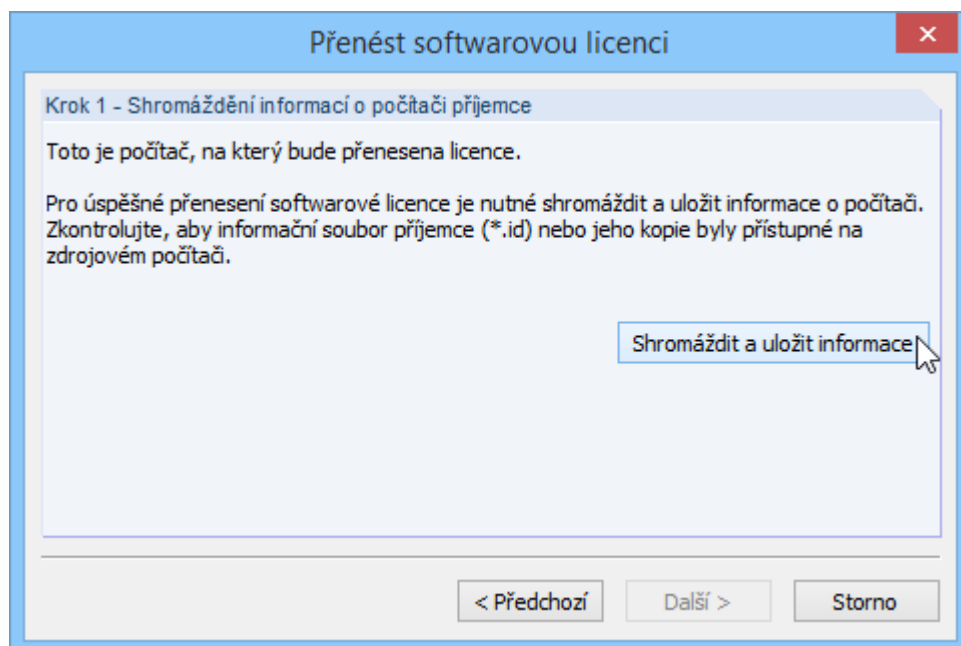 Přenést softwarovou licenci
Krok 1 - Shromáždění informací o počítači příjemce
Toto je počítač, na který bude přenesena licence.
Pro úspěšné přenesení softwarové licence je nutné shromáždit a uložit informace o počítači.
Zkontrolujte, aby informační soubor příjemce (*.id) nebo jeho kopie byly přístupné na
zdrojovém počítači.
Shromáždit a uložit informace
< Předchozí
Další >
Storno